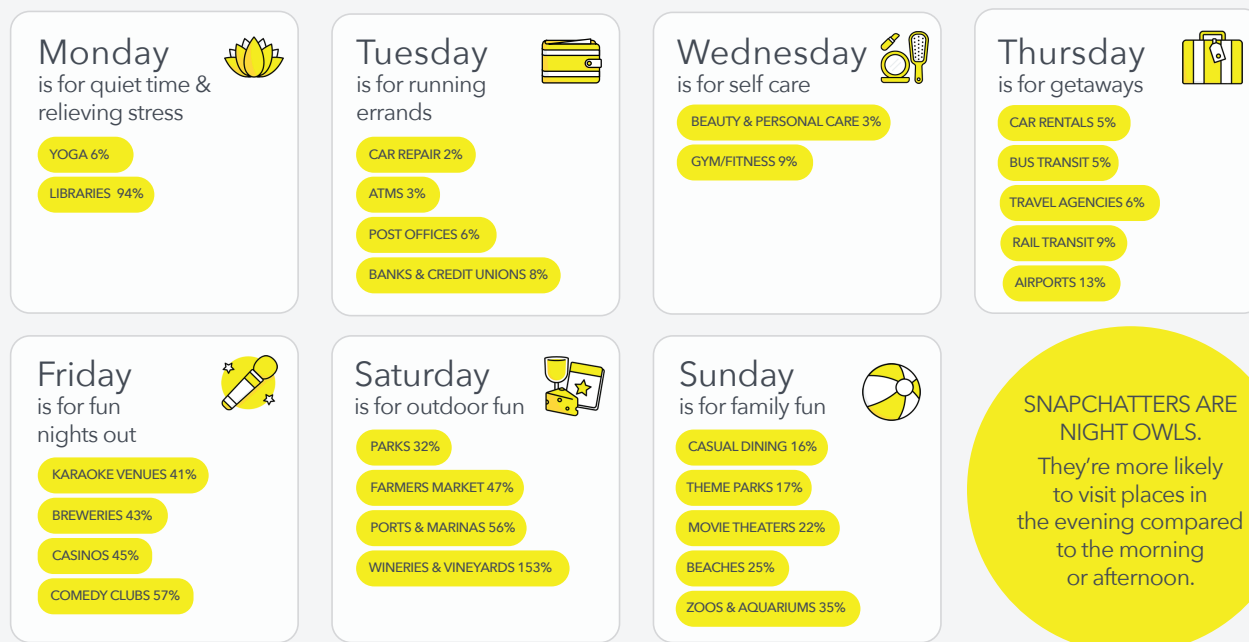 Monday
is for quiet time &
relieving stress
YOGA 6%
LIBRARIES 94%
Tuesday
is for running
errands
CAR REPAIR 2%
ATMS 3%
POST OFFICES 6%
BANKS & CREDIT UNIONS 8%
Wednesday
is for self care
BEAUTY & PERSONAL CARE 3%
GYM/FITNESS 9%
Thursday
is for getaways
CAR RENTALS 5%
BUS TRANSIT 5%
TRAVEL AGENCIES 6%
RAIL TRANSIT 9%
AIRPORTS 13%
Friday
is for fun
nights out
KARAOKE VENUES 41%
BREWERIES 43%
CASINOS 45%
COMEDY CLUBS 57%
Saturday
is for outdoor fun
PARKS 32%
FARMERS MARKET 47%
PORTS & MARINAS 56%
WINERIES & VINEYARDS 153%
Sunday
is for family fun
CASUAL DINING 16%
THEME PARKS 17%
MOVIE THEATERS 22%
BEACHES 25%
ZOOS & AQUARIUMS 35%
SNAPCHATTERS ARE
NIGHT OWLS.
They're more likely
to visit places in
the evening compared
to the morning
or afternoon.